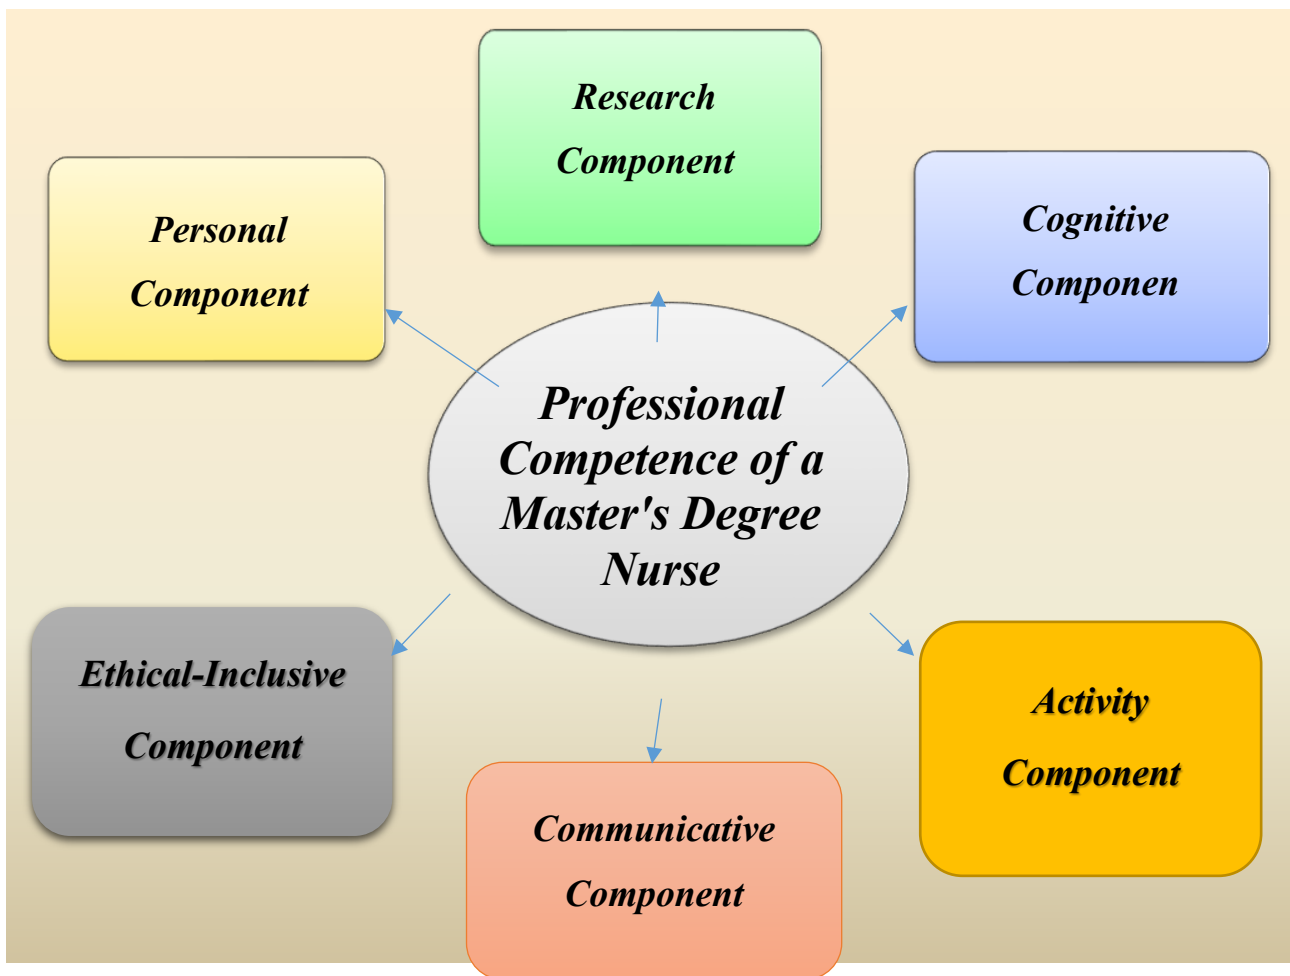 Research
Component
Personal
Component
Cognitive
Componen
Professional
Competence of a
Master's Degree
Nurse
Ethical-Inclusive
Component
Activity
Component
Communicative
Component